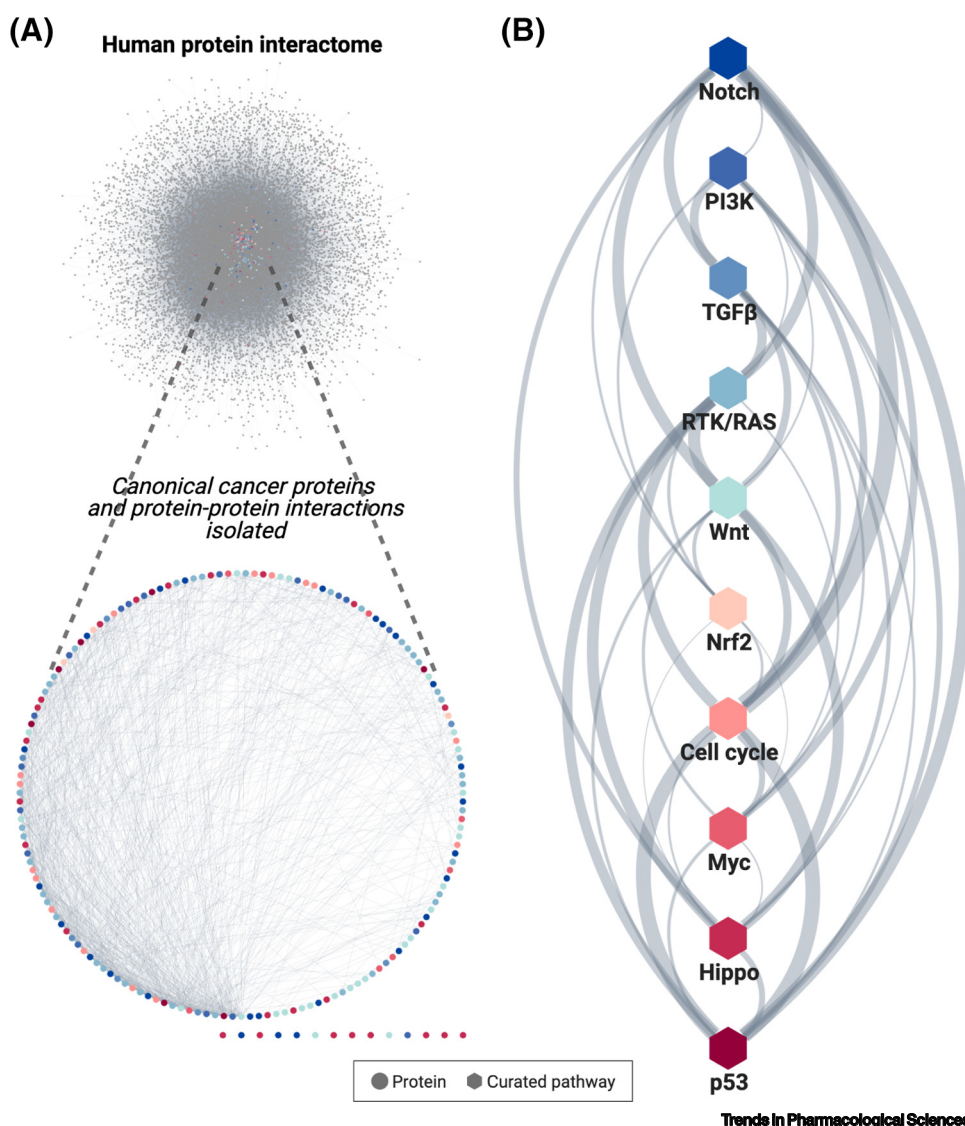 (A)
Human protein interactome
Canonical cancer proteins
and protein-protein interactions
isolated
(B)
Notch
PI3K
TGFβ
RTK/RAS
Wnt
Nrf2
Cell cycle
Myc
Hippo
p53
Protein
Curated pathway
Trends in Pharmacological Sciences